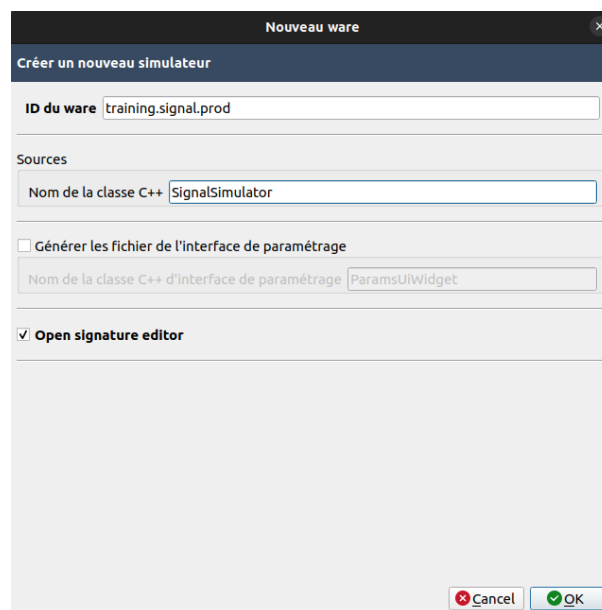 Nouveau ware
Créer un nouveau simulateur
ID du ware training.signal.prod
Sources
Nom de la classe C++ SignalSimulator
Générer les fichier de l'interface de paramétrage
Nom de la classe C++ d'interface de paramétrage ParamsUiWidget
Open signature editor
Cancel OK